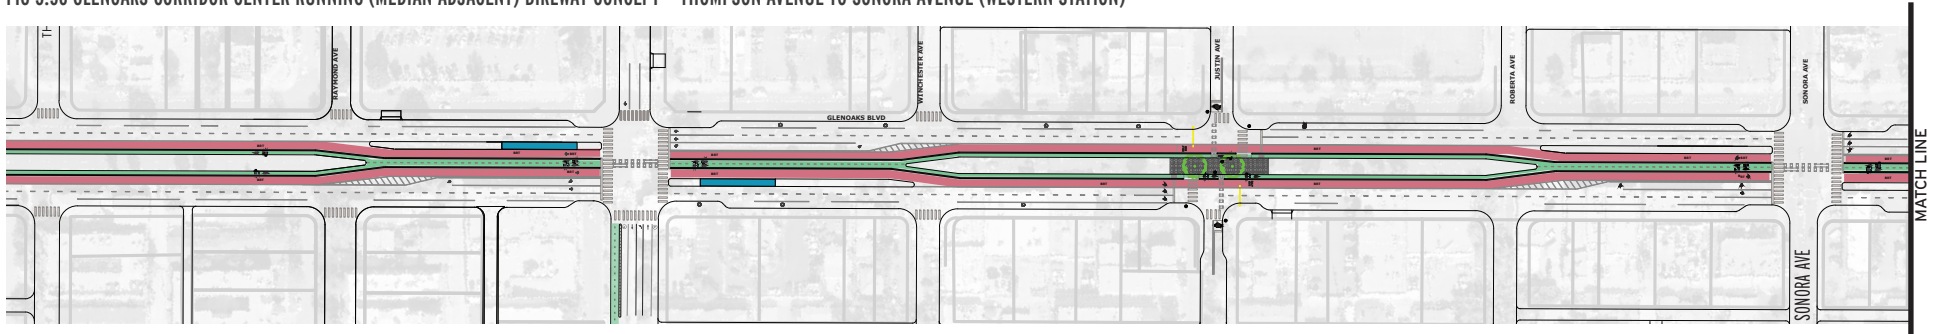 FIG 5.56 GLENOAKS CORRIDOR CENTER RUNNING (MEDIAN ADJACENT) BIKEWAY CONCEPT – THOMPSON AVENUE TO SONORA AVENUE (WESTERN STATION)
TH
RAYMOND AVE
WINCHESTER AVE
JUSTIN AVE
ROBERTA AVE
SONORA AVE
GLENOAKS BLVD
MATCH LINE
SONORA AVE